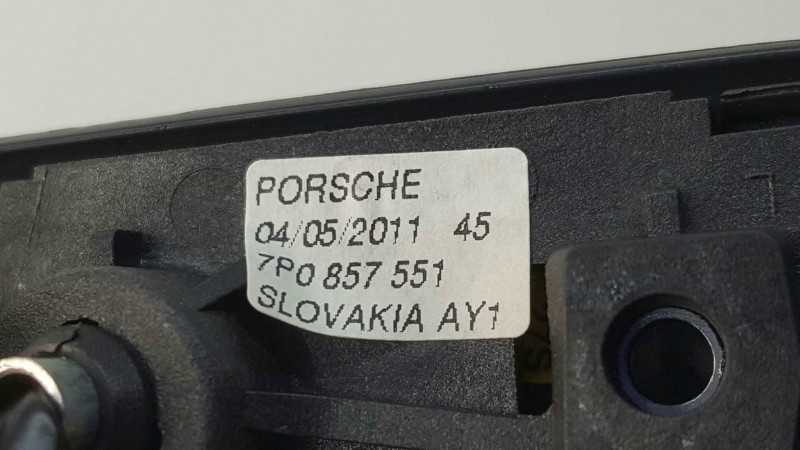 PORSCHE
04/05/2011 45
7P0 857 551
SLOVAKIA AY1